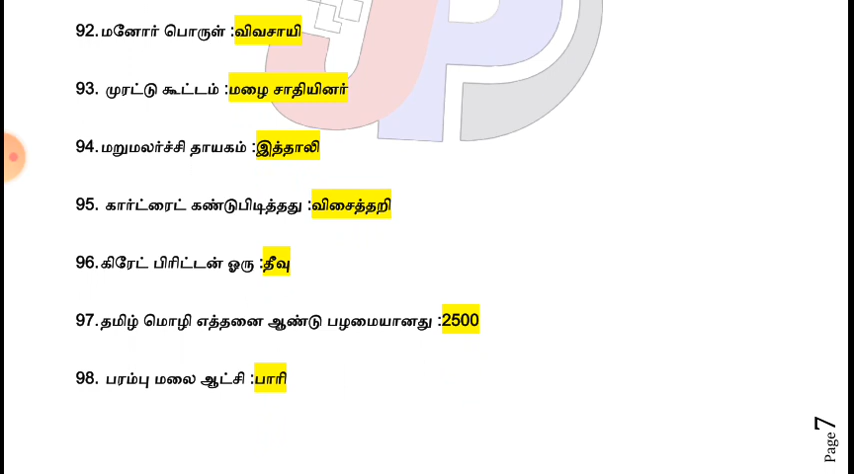 92.மனோர் பொருள் :விவசாயி
93. முரட்டு கூட்டம் :மழை சாதியினர்
94.மறுமலர்ச்சி தாயகம் :இத்தாலி
95. கார்ட்ரைட் கண்டுபிடித்தது :விசைத்தறி
96.கிரேட் பிரிட்டன் ஓரு :தீவு
97.தமிழ் மொழி எத்தனை ஆண்டு பழமையானது :2500
98. பரம்பு மலை ஆட்சி :பாரி
Page 7